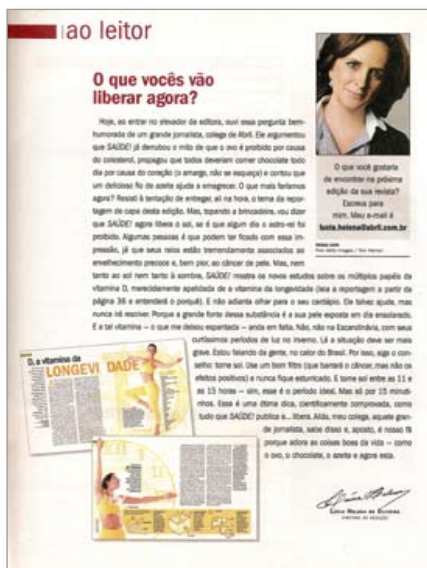 ao leitor
O que vocês vão
liberar agora?
Hoje, ao entrar no elevador da editora, ouvi essa pergunta bem-
humorada de um grande jornalista, colega de Abril. Ele argumentou
que SAÚDE! já derrubou o mito de que o ovo é proibido por causa
do colesterol, propagou que todos deveriam comer chocolate todo
dia por causa do coração (o amargo, não se esqueça) e contou que
um delicioso fio de azeite ajuda a emagrecer. O que mais faríamos
agora? Resisti à tentação de entregar, ali na hora, o tema da repor-
tagem de capa desta edição. Mas, topando a brincadeira, vou dizer
que SAÚDE! agora libera o sol, se é que algum dia o astro-rei foi
proibido. Algumas pessoas é que podem ter ficado com essa im-
pressão, já que seus raios estão tremendamente associados ao
envelhecimento precoce e, bem pior, ao câncer de pele. Mas, nem
tanto ao sol nem tanto à sombra, SAÚDE! mostra os novos estudos sobre os múltiplos papéis da
vitamina D, merecidamente apelidada de a vitamina da longevidade (leia a reportagem a partir da
página 36 e entenderá o porquê). E não adianta olhar para o seu cardápio. Ele talvez ajude, mas
nunca irá resolver. Porque a grande fonte dessa substância é a sua pele exposta em dia ensolarado.
E a tal vitamina — o que me deixou espantada — anda em falta. Não, não na Escandinávia, com seus
curtíssimos períodos de luz no inverno. Lá a situação deve ser mais
grave. Estou falando da gente, no calor do Brasil. Por isso, siga o con-
selho: tome sol. Use um bom filtro (que barrará o câncer, mas não os
efeitos positivos) e nunca fique esturricado. E tome sol entre as 11 e
as 15 horas — sim, esse é o período ideal. Mas só por 15 minuti-
nhos. Essa é uma ótima dica, cientificamente comprovada, como
tudo que SAÚDE! publica e... libera. Aliás, meu colega, aquele gran-
de jornalista, sabe disso e, aposto, é nosso fã
porque adora as coisas boas da vida — como
o ovo, o chocolate, o azeite e agora esta.
LÚCIA HELENA DE OLIVEIRA
DIRETORA DE REDAÇÃO
O que você gostaria
de encontrar na próxima
edição da sua revista?
Escreva para
mim. Meu e-mail é
lucia.helena@abril.com.br
D, a vitamina da
LONGEVIDADE